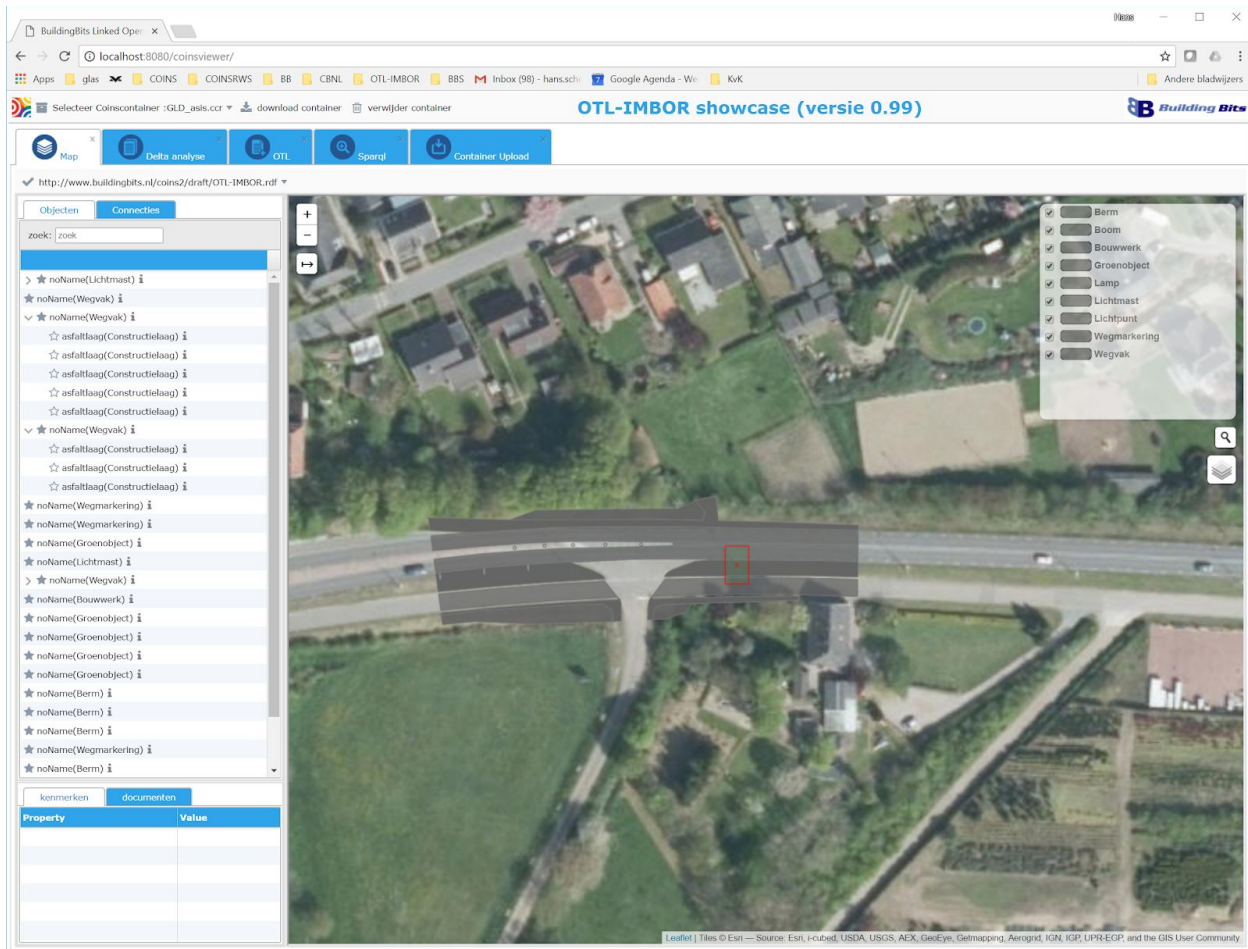 Hans
BuildingBits Linked Oper
localhost:8080/coinsviewer/
Apps glas COINS COINSRWS BB CBNL OTL-IMBOR BBS Inbox (98) - hans.sch 7 Google Agenda - We KvK Andere bladwijzers
Selecteer Coinscontainer :GLD_asis.ccr download container verwijder container OTL-IMBOR showcase (versie 0.99) BB Building Bits
Map Delta analyse OTL Sparql Container Upload
http://www.buildingbits.nl/coins2/draft/OTL-IMBOR.rdf
Objecten Connecties
zoek: zoek
noName(Lichtmast) i
noName(Wegvak) i
noName(Wegvak) i
asfaltlaag(Constructielaag) i
asfaltlaag(Constructielaag) i
asfaltlaag(Constructielaag) i
asfaltlaag(Constructielaag) i
asfaltlaag(Constructielaag) i
noName(Wegvak) i
asfaltlaag(Constructielaag) i
asfaltlaag(Constructielaag) i
asfaltlaag(Constructielaag) i
noName(Wegmarkering) i
noName(Wegmarkering) i
noName(Groenobject) i
noName(Lichtmast) i
noName(Wegvak) i
noName(Bouwwerk) i
noName(Groenobject) i
noName(Groenobject) i
noName(Groenobject) i
noName(Groenobject) i
noName(Berm) i
noName(Berm) i
noName(Berm) i
noName(Wegmarkering) i
noName(Berm) i
kenmerken documenten
Property Value
+
−
Berm
Boom
Bouwwerk
Groenobject
Lamp
Lichtmast
Lichtpunt
Wegmarkering
Wegvak
Leaflet | Tiles © Esri — Source: Esri, i-cubed, USDA, USGS, AEX, GeoEye, Getmapping, Aerogrid, IGN, IGP, UPR-EGP, and the GIS User Community